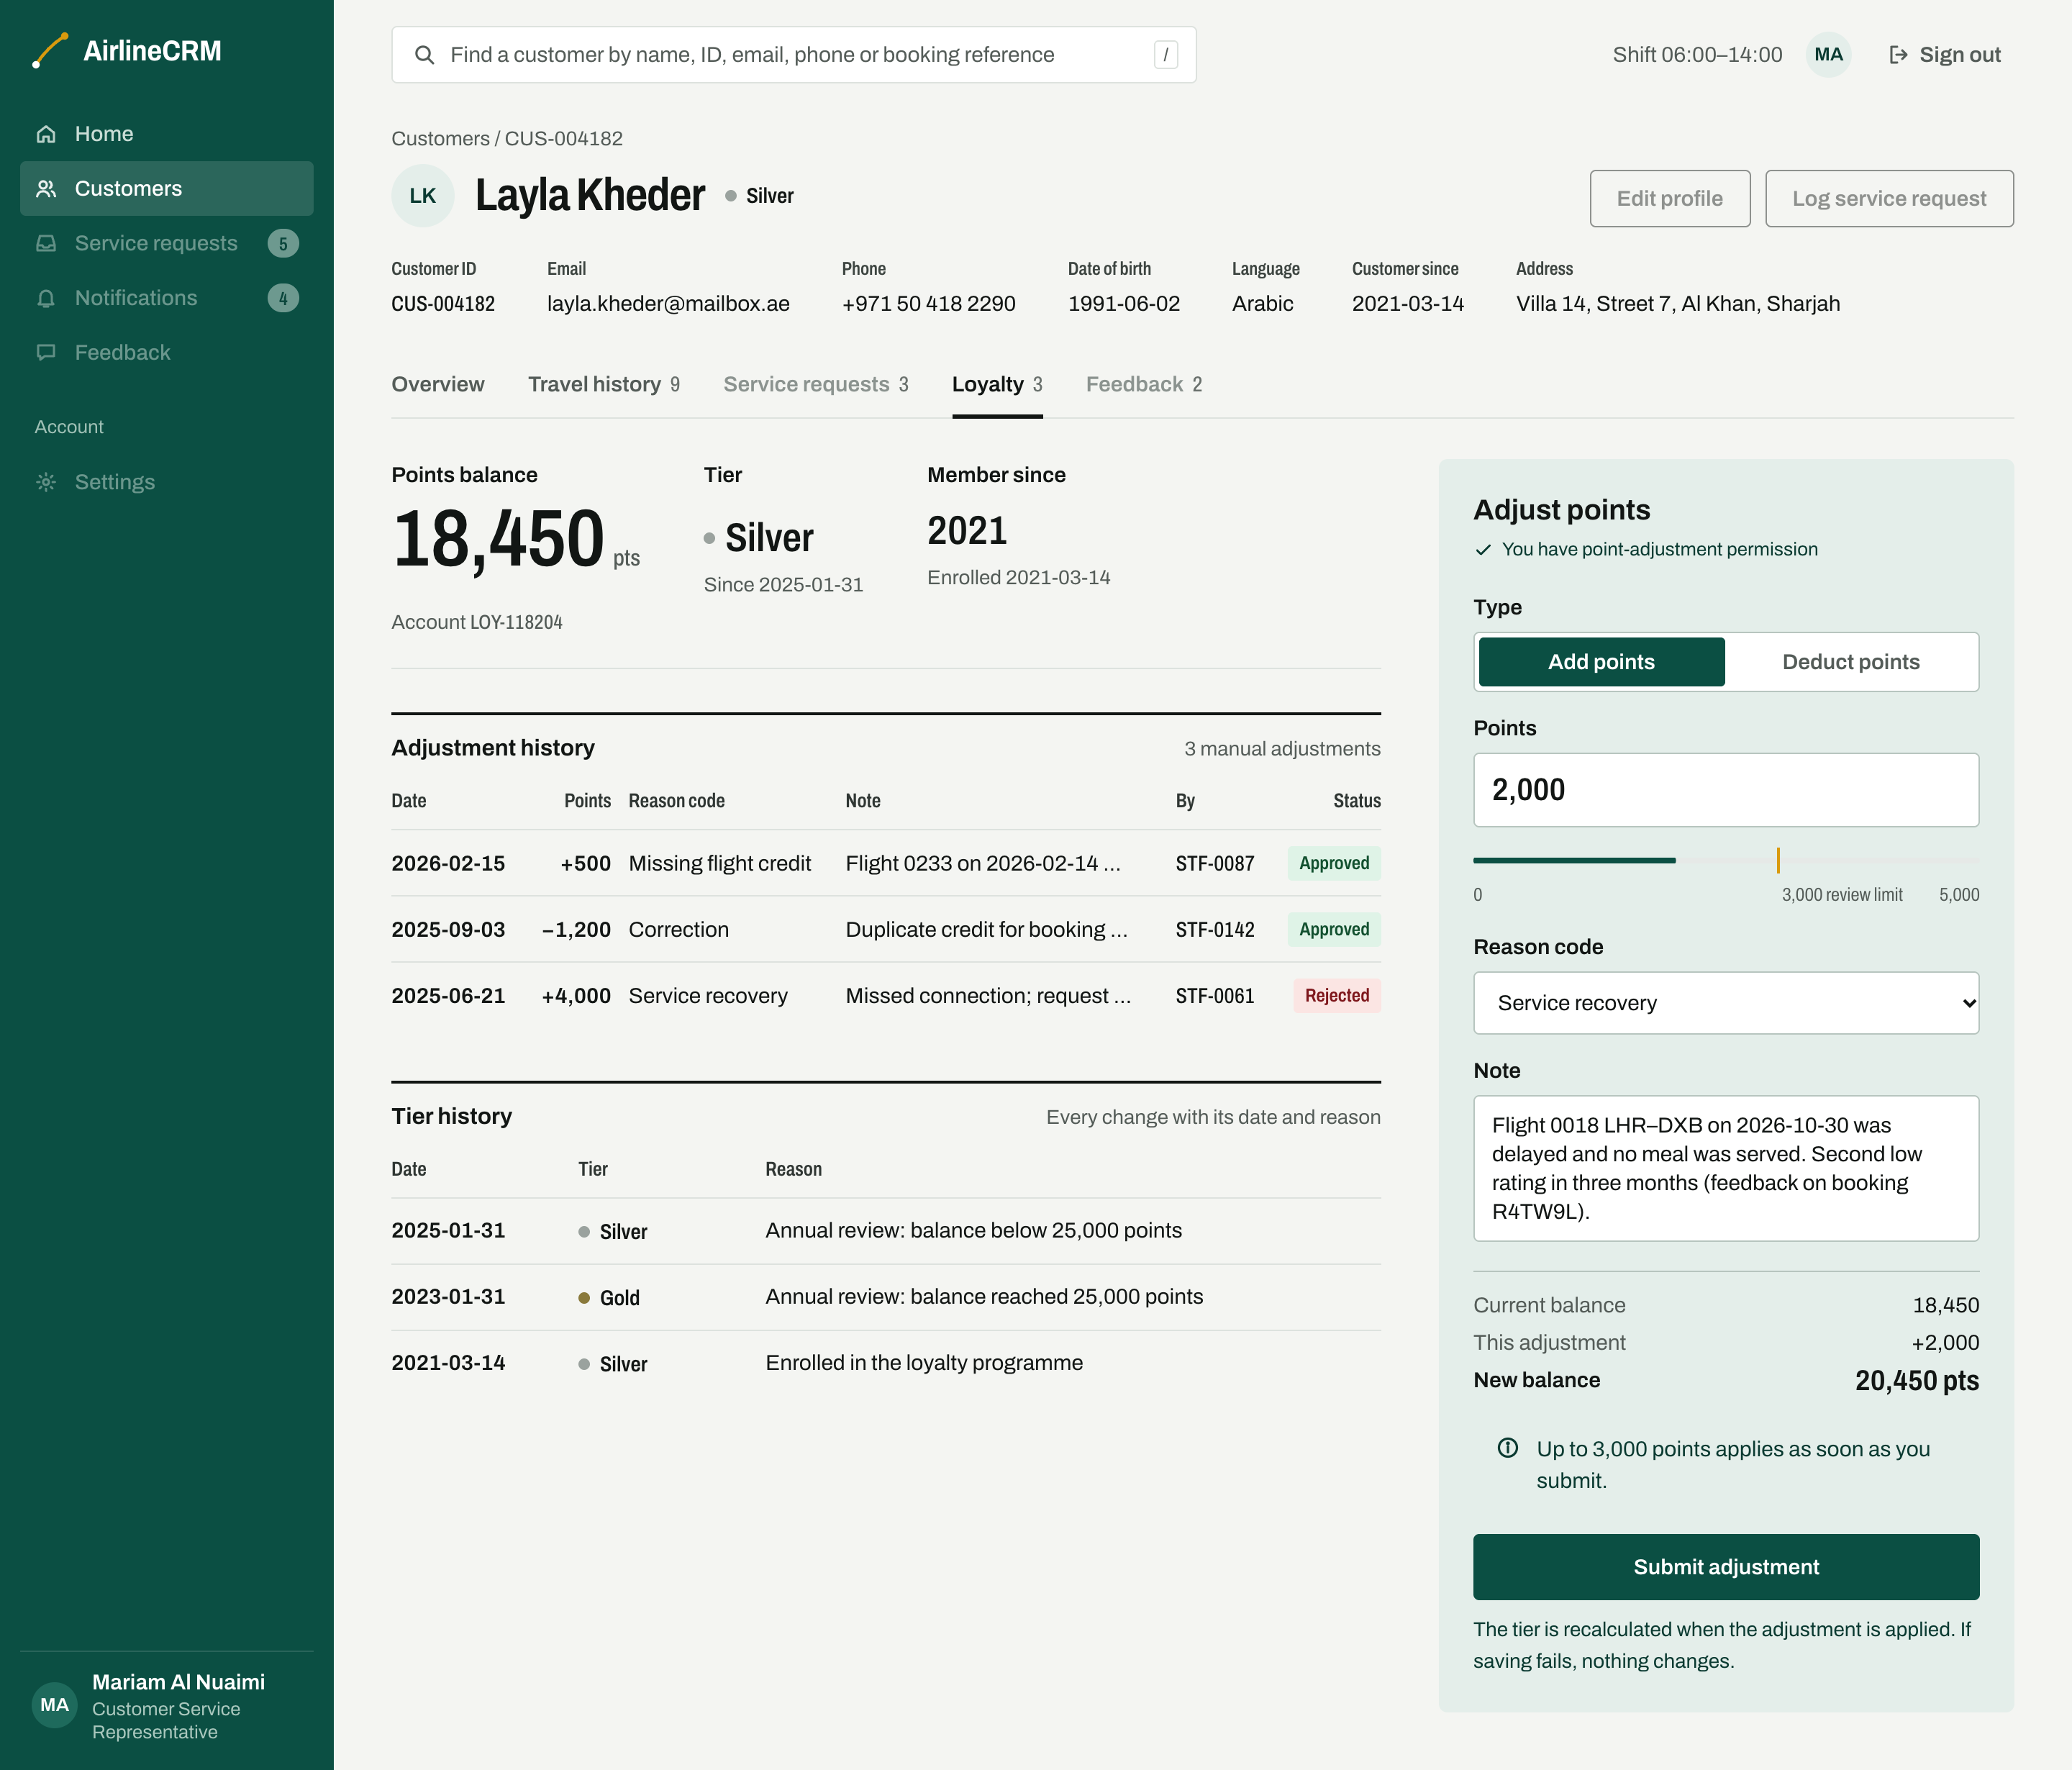 AirlineCRM
Home
Customers
Service requests 5
Notifications 4
Feedback
Account
Settings
MA
Mariam Al Nuaimi
Customer Service
Representative
Find a customer by name, ID, email, phone or booking reference /
Shift 06:00–14:00 MA Sign out
Customers / CUS-004182
LK Layla Kheder Silver
Edit profile Log service request
Customer ID Email Phone Date of birth Language Customer since Address
CUS-004182 layla.kheder@mailbox.ae +971 50 418 2290 1991-06-02 Arabic 2021-03-14 Villa 14, Street 7, Al Khan, Sharjah
Overview Travel history 9 Service requests 3 Loyalty 3 Feedback 2
Points balance Tier Member since
18,450 pts Silver 2021
Since 2025-01-31 Enrolled 2021-03-14
Account LOY-118204
Adjustment history 3 manual adjustments
Date Points Reason code Note By Status
2026-02-15 +500 Missing flight credit Flight 0233 on 2026-02-14 ... STF-0087 Approved
2025-09-03 −1,200 Correction Duplicate credit for booking ... STF-0142 Approved
2025-06-21 +4,000 Service recovery Missed connection; request ... STF-0061 Rejected
Tier history Every change with its date and reason
Date Tier Reason
2025-01-31 Silver Annual review: balance below 25,000 points
2023-01-31 Gold Annual review: balance reached 25,000 points
2021-03-14 Silver Enrolled in the loyalty programme
Adjust points
You have point-adjustment permission
Type
Add points Deduct points
Points
2,000
0 3,000 review limit 5,000
Reason code
Service recovery
Note
Flight 0018 LHR–DXB on 2026-10-30 was
delayed and no meal was served. Second low
rating in three months (feedback on booking
R4TW9L).
Current balance 18,450
This adjustment +2,000
New balance 20,450 pts
Up to 3,000 points applies as soon as you
submit.
Submit adjustment
The tier is recalculated when the adjustment is applied. If
saving fails, nothing changes.